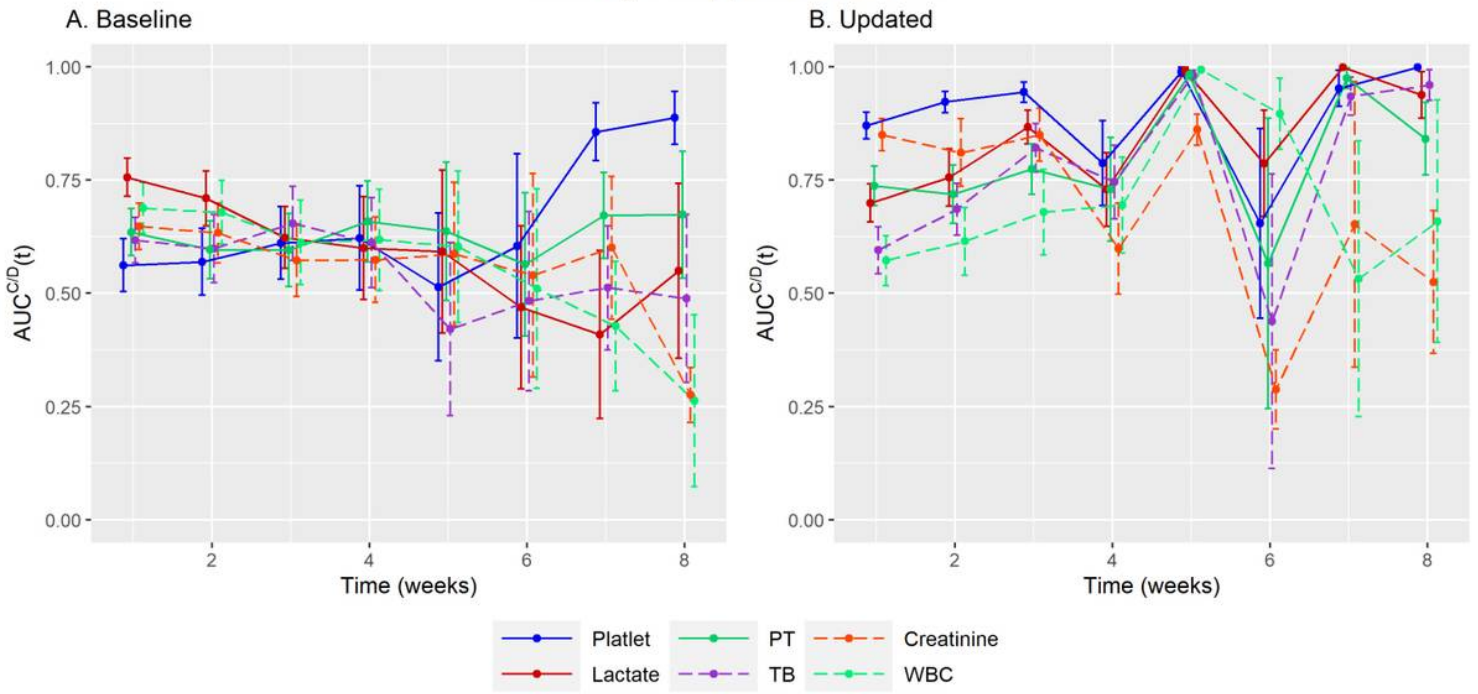 A. Baseline
B. Updated
1.00
0.75
0.50
0.25
0.00
AUC^C/D(t)
2
4
6
8
Time (weeks)
1.00
0.75
0.50
0.25
0.00
AUC^C/D(t)
2
4
6
8
Time (weeks)
Platlet
PT
Creatinine
Lactate
TB
WBC